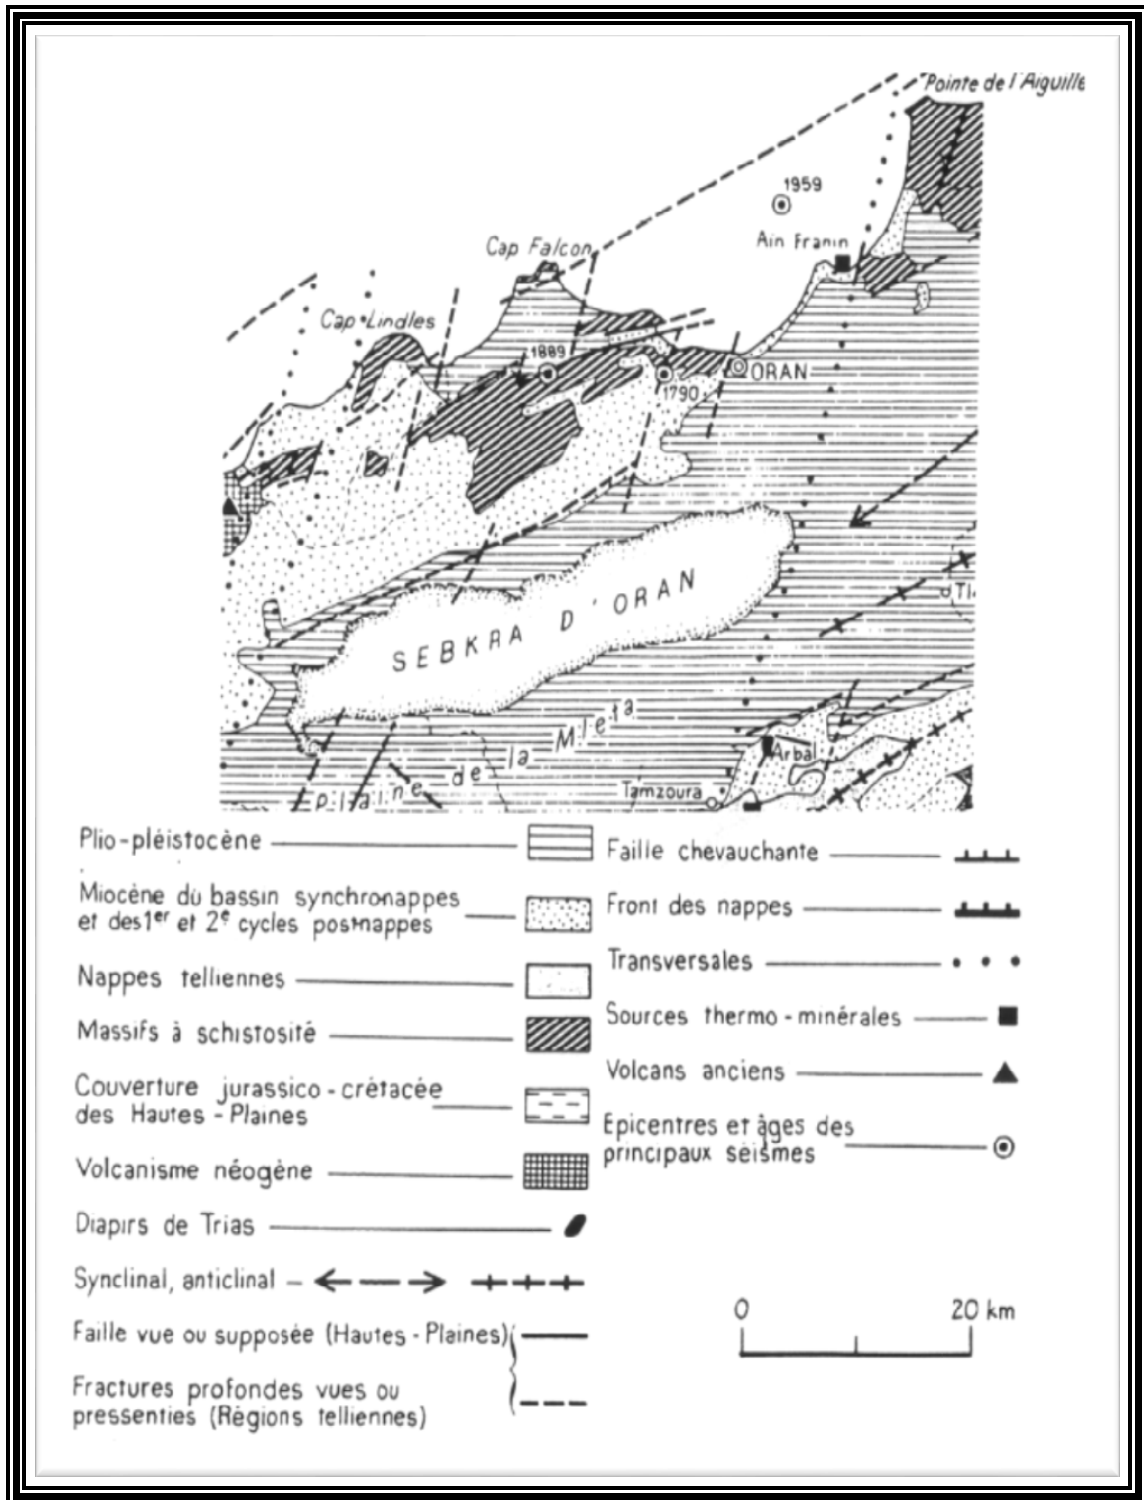 Pointe de l'Aiguille
1959
Ain Franin
Cap Falcon
Cap Lindles
1889
ORAN
1790
SEBKRA D'ORAN
Plaine de la Mleta
Arbal
Tamzoura
Plio-pléistocène
Miocène du bassin synchronappes
et des 1er et 2e cycles postnappes
Nappes telliennes
Massifs à schistosité
Couverture jurassico-crétacée
des Hautes-Plaines
Volcanisme néogène
Diapirs de Trias
Synclinal, anticlinal
Faille vue ou supposée (Hautes-Plaines)
Fractures profondes vues ou
pressenties (Régions telliennes)
Faille chevauchante
Front des nappes
Transversales
Sources thermo-minérales
Volcans anciens
Epicentres et âges des
principaux séismes
0 20 km